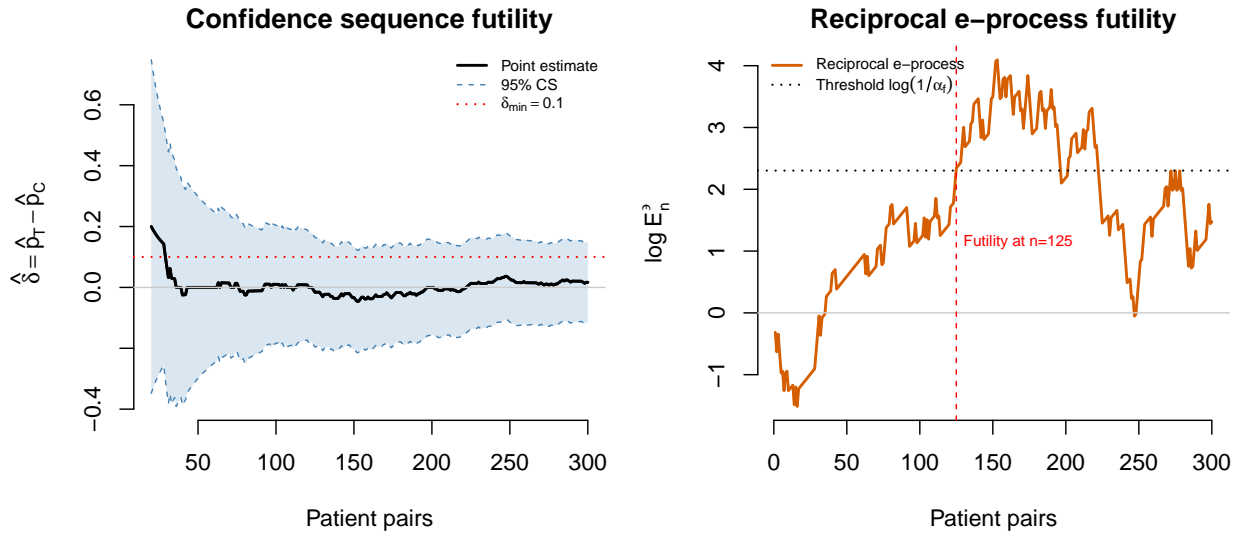 Confidence sequence futility
Point estimate
95% CS
δmin = 0.1
δ̂ = p̂T − p̂C
0.6
0.4
0.2
0.0
−0.4
50 100 150 200 250 300
Patient pairs
Reciprocal e−process futility
Reciprocal e−process
Threshold log(1/αf)
log Eₙ⁳
4
3
2
1
0
−1
Futility at n=125
0 50 100 150 200 250 300
Patient pairs